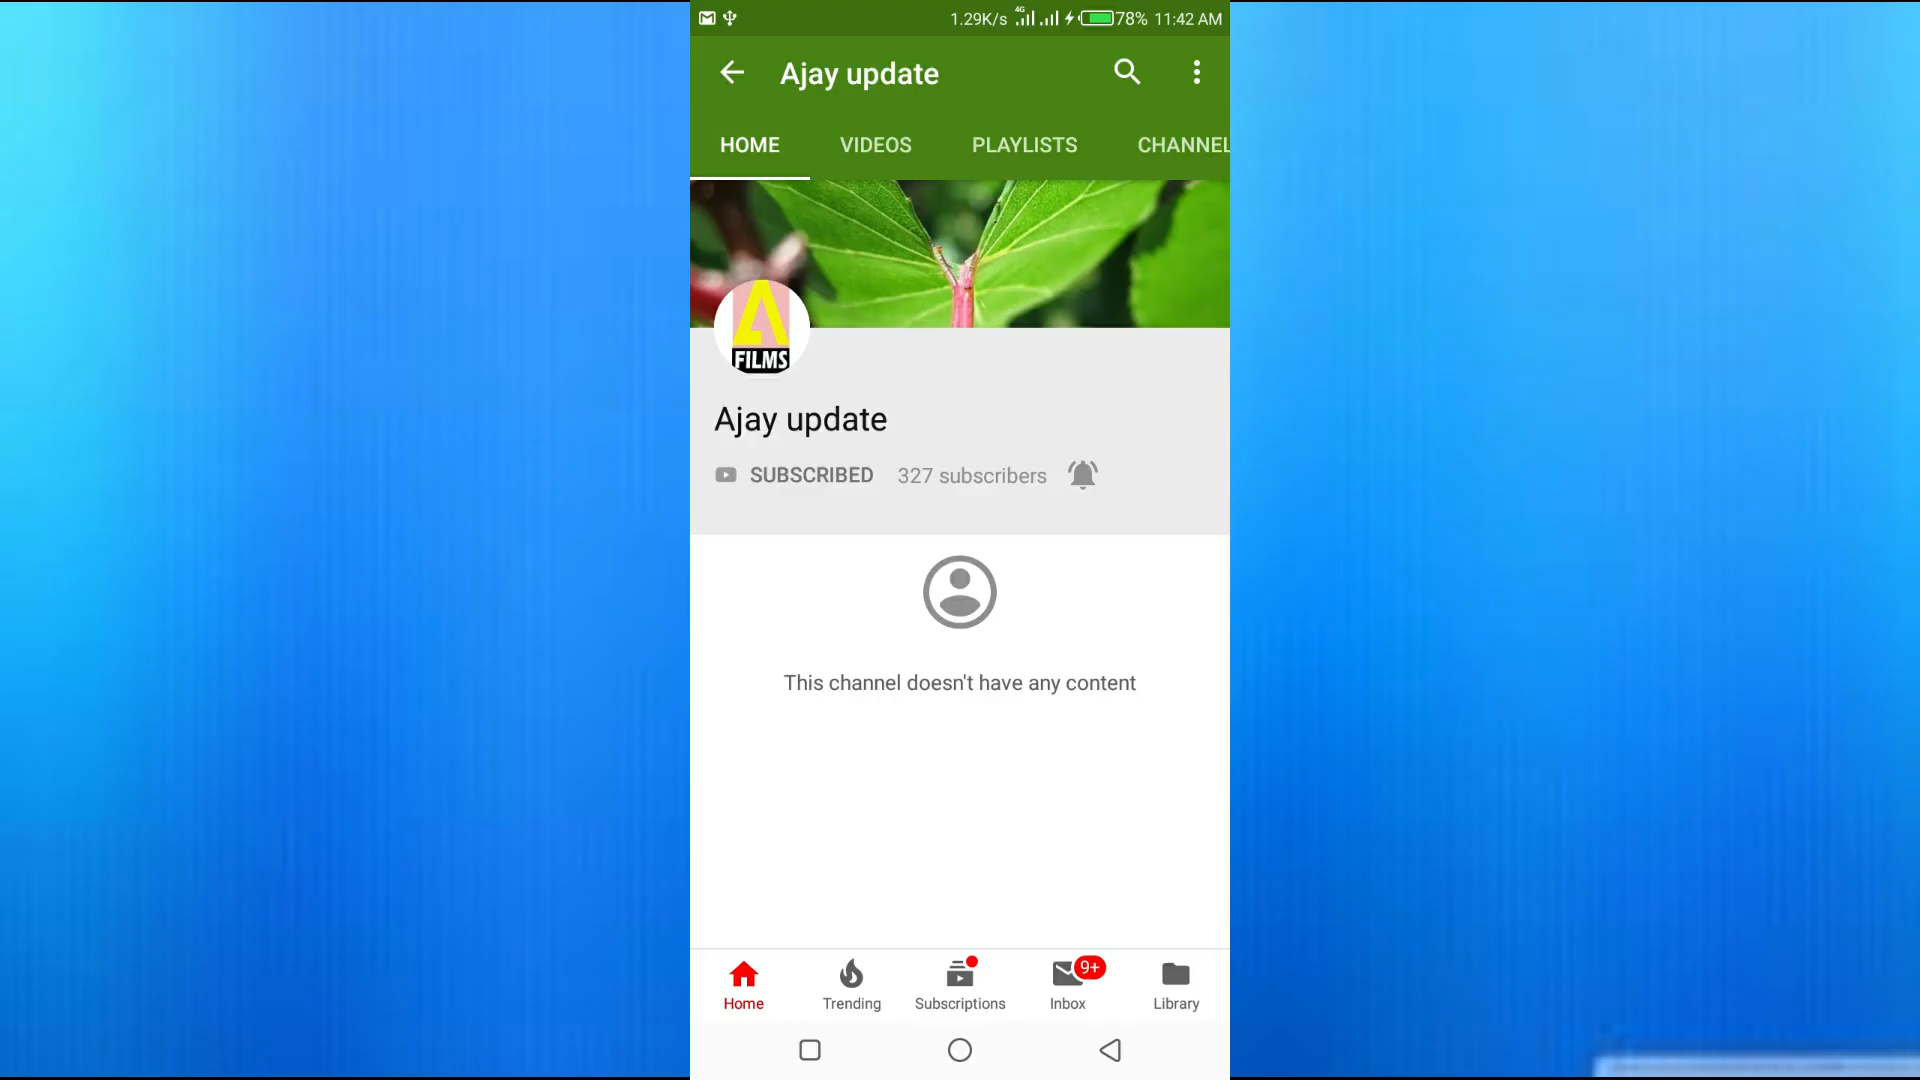 1.29K/s 4G 78% 11:42 AM
Ajay update
HOME VIDEOS PLAYLISTS CHANNEL
A
FILMS
Ajay update
SUBSCRIBED 327 subscribers
This channel doesn't have any content
9+
Home Trending Subscriptions Inbox Library